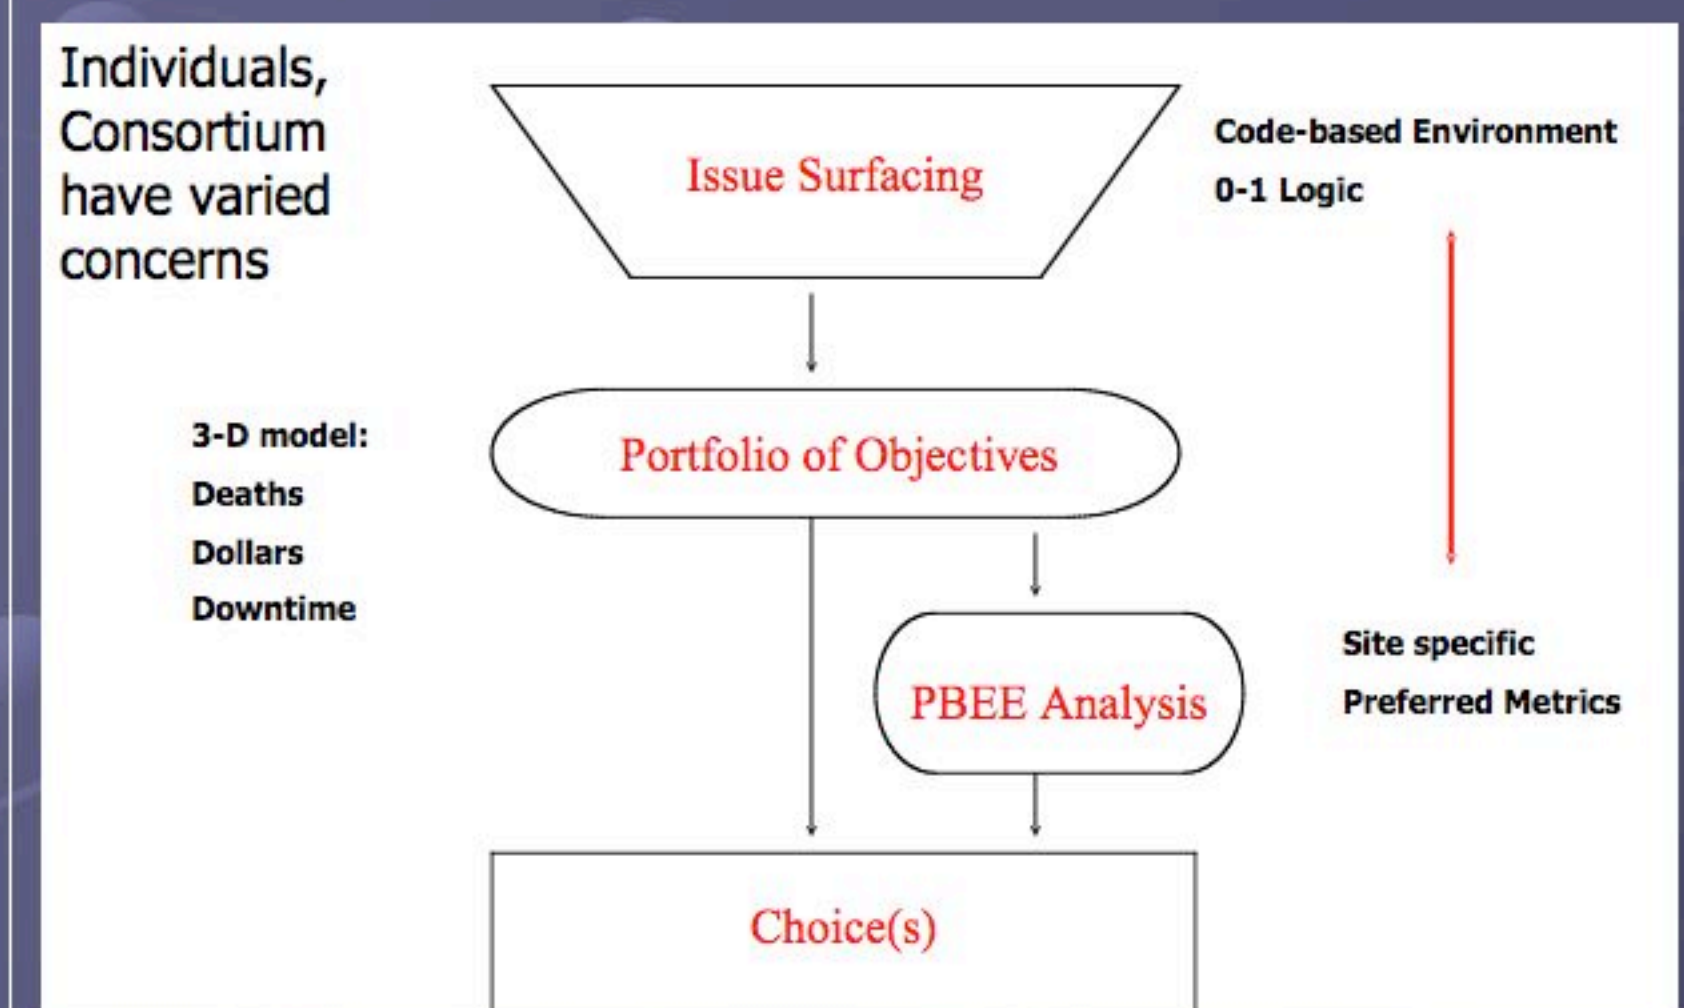 Individuals,
Consortium
have varied
concerns
Issue Surfacing
Code-based Environment
0-1 Logic
3-D model:
Deaths
Dollars
Downtime
Portfolio of Objectives
PBEE Analysis
Site specific
Preferred Metrics
Choice(s)